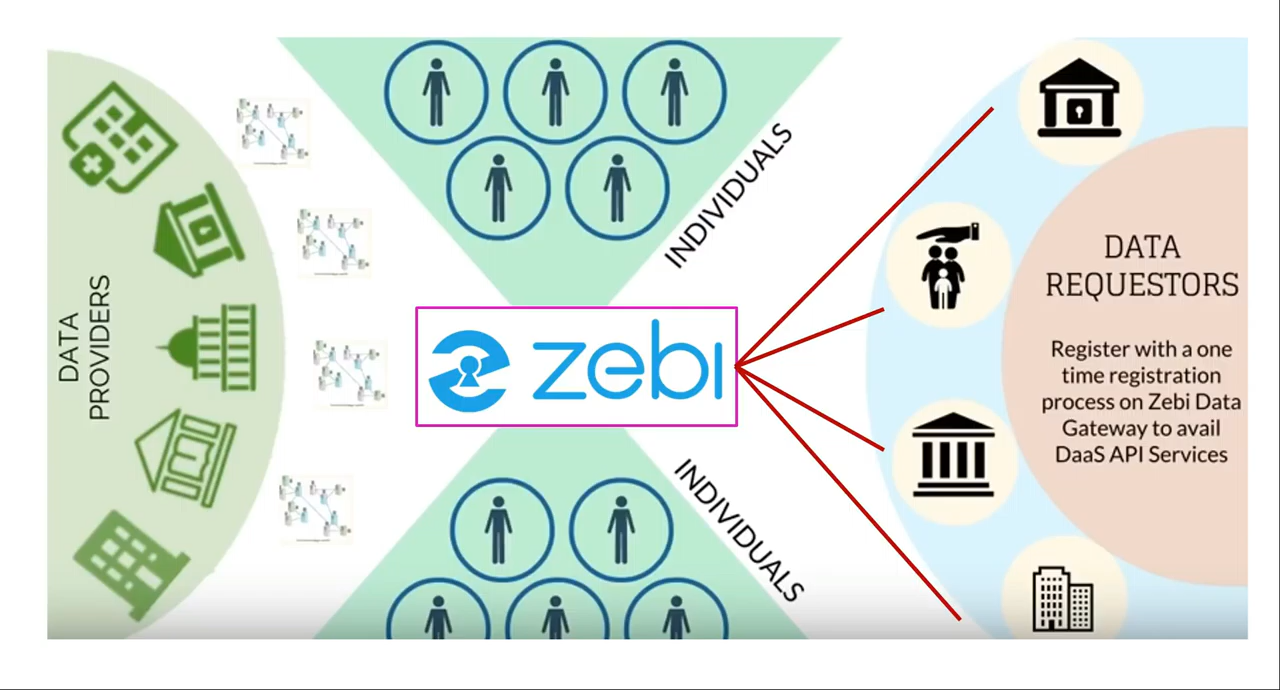 DATA
PROVIDERS
INDIVIDUALS
zebi
INDIVIDUALS
DATA
REQUESTORS
Register with a one
time registration
process on Zebi Data
Gateway to avail
DaaS API Services